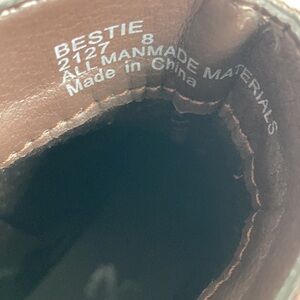 BESTIE
2127 8
ALL MANMADE MATERIALS
Made in China